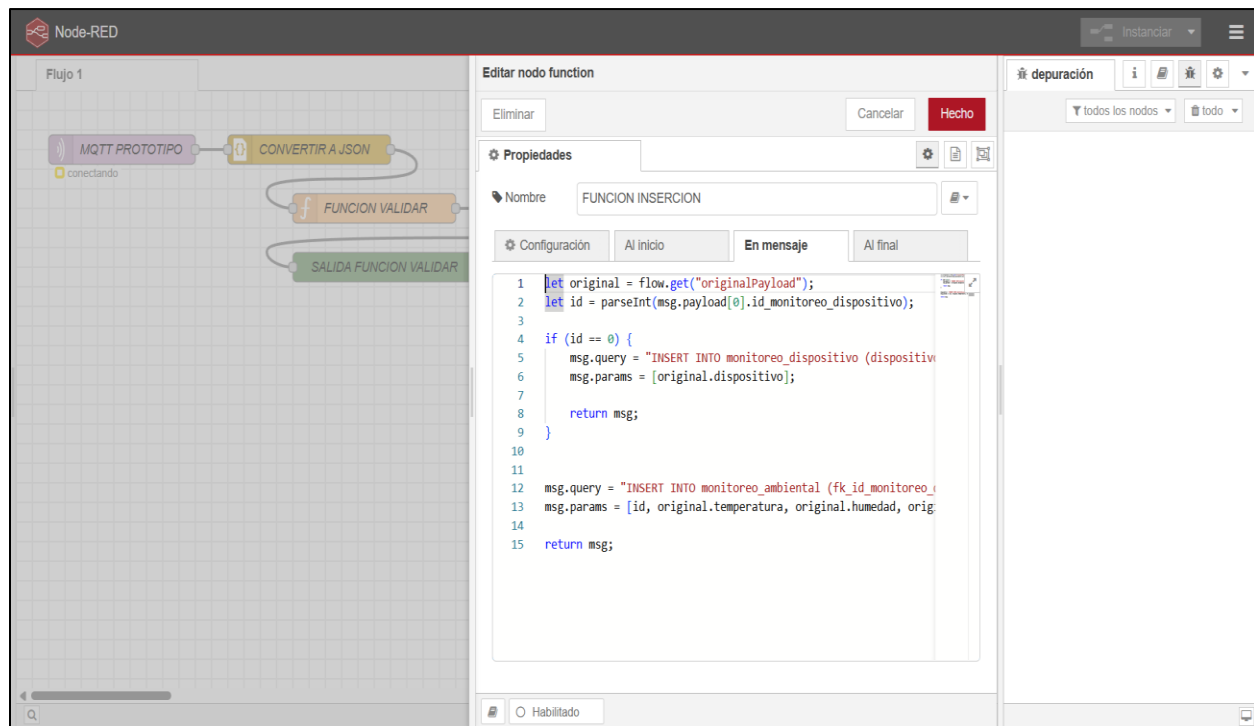 Node-RED
Instanciar
Flujo 1
MQTT PROTOTIPO
CONVERTIR A JSON
conectando
FUNCION VALIDAR
SALIDA FUNCION VALIDAR
Editar nodo function
Eliminar
Cancelar
Hecho
Propiedades
Nombre
FUNCION INSERCION
Configuración
Al inicio
En mensaje
Al final
1 let original = flow.get("originalPayload");
2 let id = parseInt(msg.payload[0].id_monitoreo_dispositivo);
3
4 if (id == 0) {
5 msg.query = "INSERT INTO monitoreo_dispositivo (dispositiv
6 msg.params = [original.dispositivo];
7
8 return msg;
9 }
10
11
12 msg.query = "INSERT INTO monitoreo_ambiental (fk_id_monitoreo_
13 msg.params = [id, original.temperatura, original.humedad, orig
14
15 return msg;
Habilitado
depuración
i
todos los nodos
todo